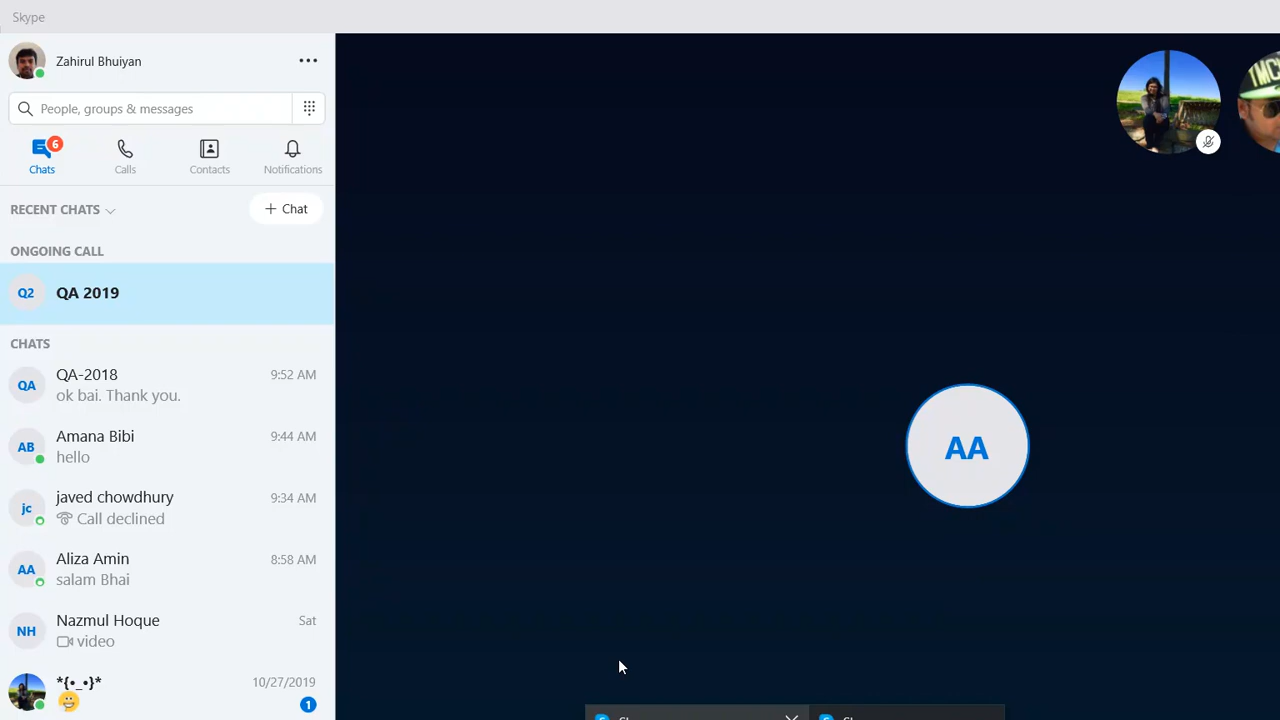 Skype
Zahirul Bhuiyan
People, groups & messages
6
Chats
Calls
Contacts
Notifications
RECENT CHATS
+ Chat
ONGOING CALL
Q2
QA 2019
CHATS
QA
QA-2018
9:52 AM
ok bai. Thank you.
AB
Amana Bibi
9:44 AM
hello
jc
javed chowdhury
9:34 AM
Call declined
AA
Aliza Amin
8:58 AM
salam Bhai
NH
Nazmul Hoque
Sat
video
*{•_•}*
10/27/2019
1
AA